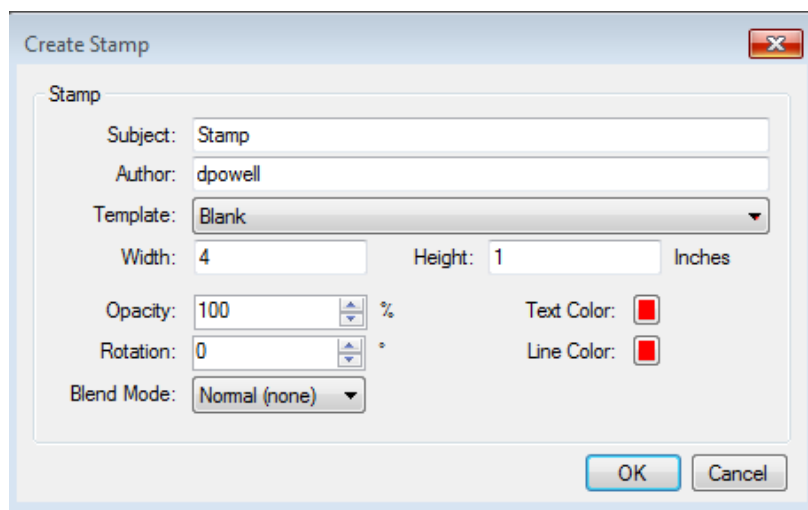 Create Stamp
Stamp
Subject: Stamp
Author: dpowell
Template: Blank
Width: 4 Height: 1 Inches
Opacity: 100 % Text Color:
Rotation: 0 ° Line Color:
Blend Mode: Normal (none)
OK Cancel